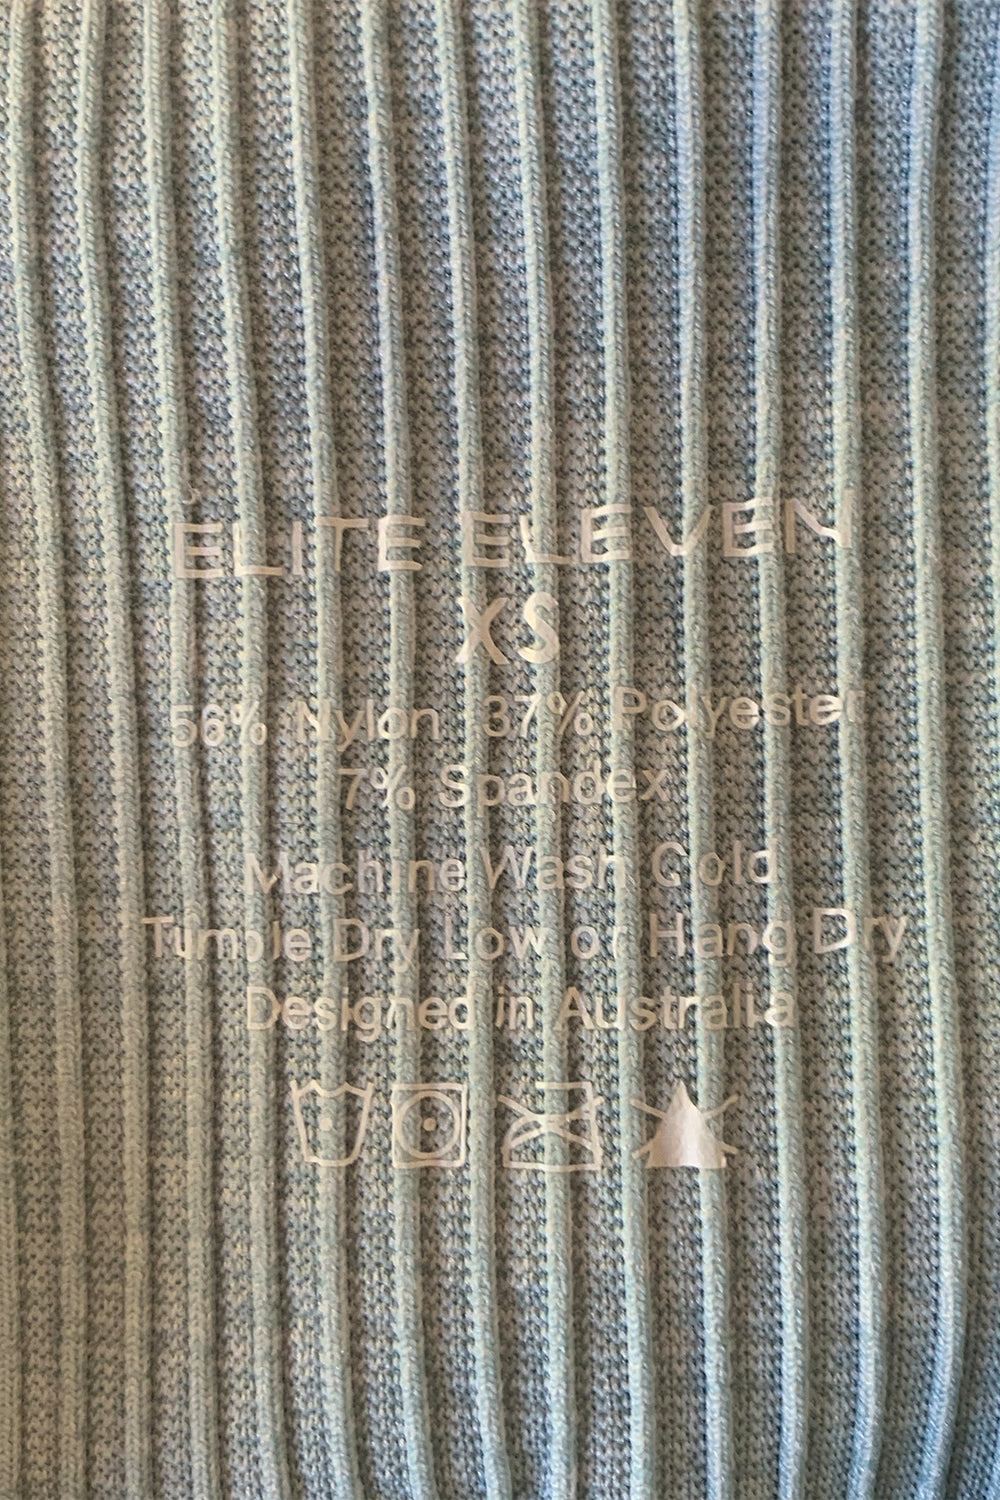 ELITE ELEVEN
XS
56% Nylon 37% Polyester
7% Spandex
Machine Wash Cold
Tumble Dry Low or Hang Dry
Designed in Australia